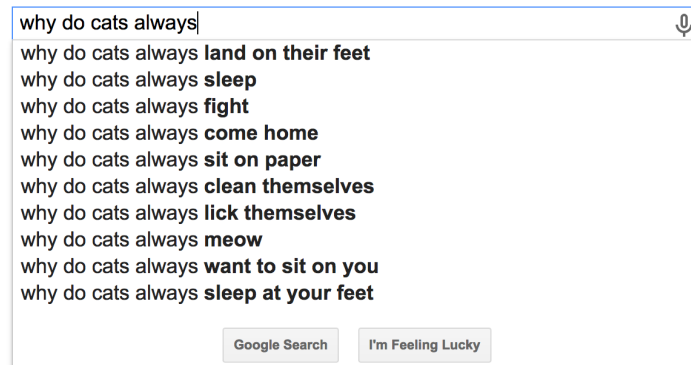 why do cats always
why do cats always land on their feet
why do cats always sleep
why do cats always fight
why do cats always come home
why do cats always sit on paper
why do cats always clean themselves
why do cats always lick themselves
why do cats always meow
why do cats always want to sit on you
why do cats always sleep at your feet
Google Search I'm Feeling Lucky